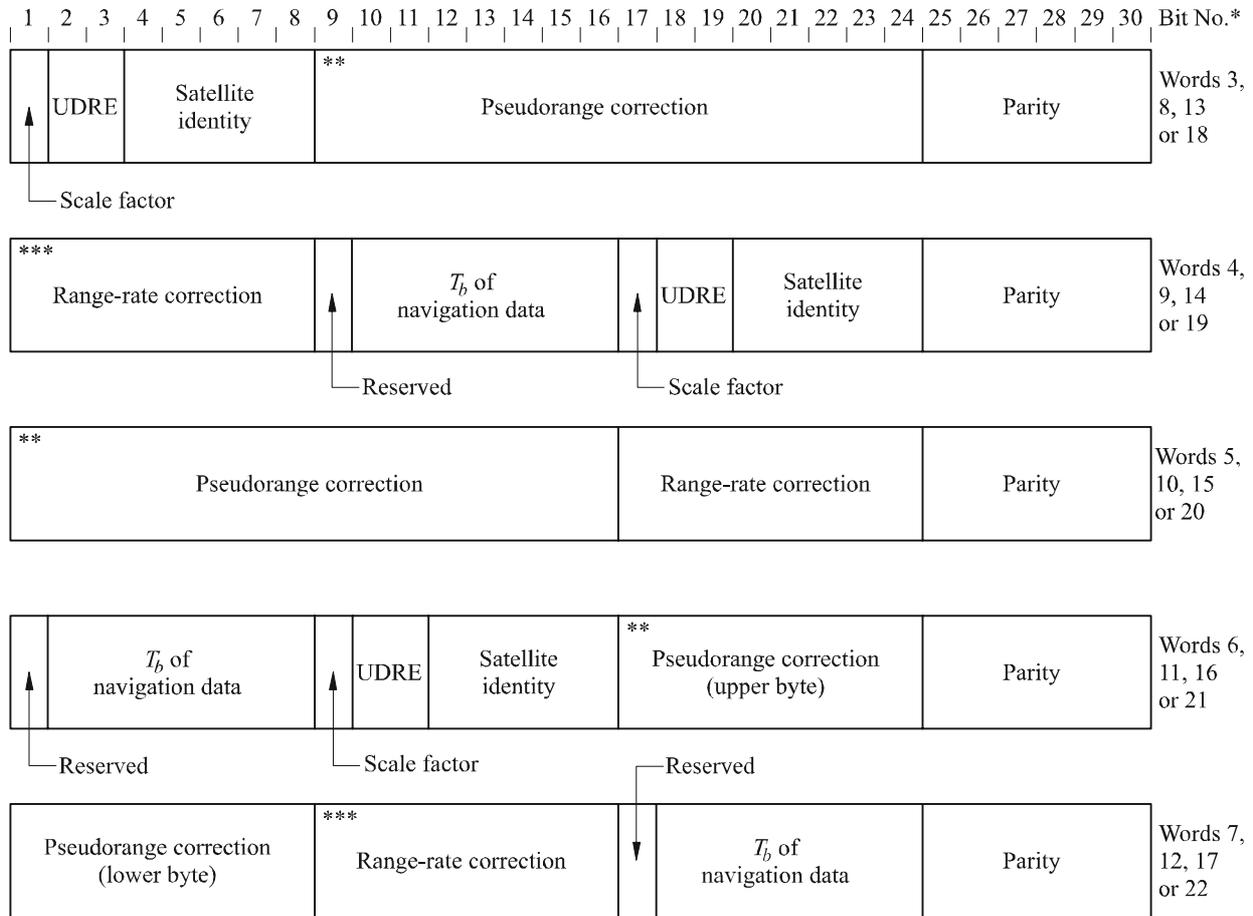 1 2 3 4 5 6 7 8 9 10 11 12 13 14 15 16 17 18 19 20 21 22 23 24 25 26 27 28 29 30 Bit No.*
**
UDRE
Satellite
identity
Pseudorange correction
Parity
Words 3,
8, 13
or 18
Scale factor
***
Range-rate correction
Tb of
navigation data
UDRE
Satellite
identity
Parity
Words 4,
9, 14
or 19
Reserved
Scale factor
**
Pseudorange correction
Range-rate correction
Parity
Words 5,
10, 15
or 20
Tb of
navigation data
UDRE
Satellite
identity
**
Pseudorange correction
(upper byte)
Parity
Words 6,
11, 16
or 21
Reserved
Scale factor
Reserved
Pseudorange correction
(lower byte)
***
Range-rate correction
Tb of
navigation data
Parity
Words 7,
12, 17
or 22